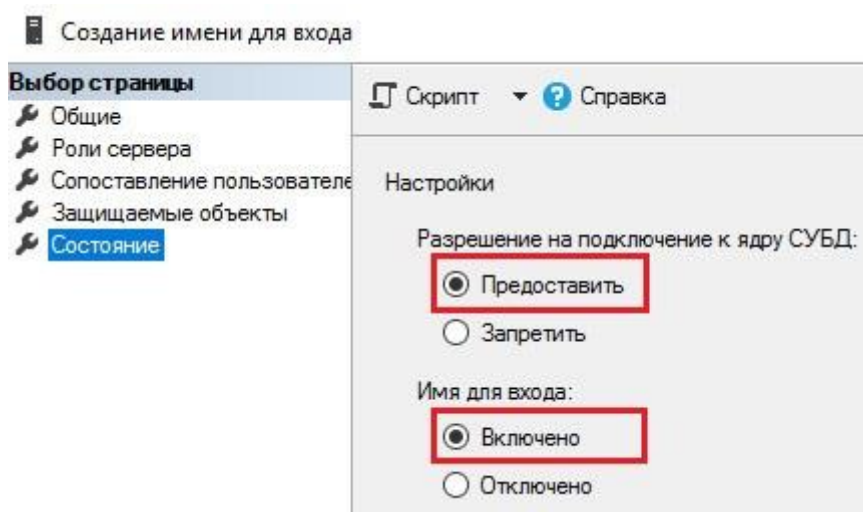 Создание имени для входа
Выбор страницы
Общие
Роли сервера
Сопоставление пользователе
Защищаемые объекты
Состояние
Скрипт
Справка
Настройки
Разрешение на подключение к ядру СУБД:
Предоставить
Запретить
Имя для входа:
Включено
Отключено